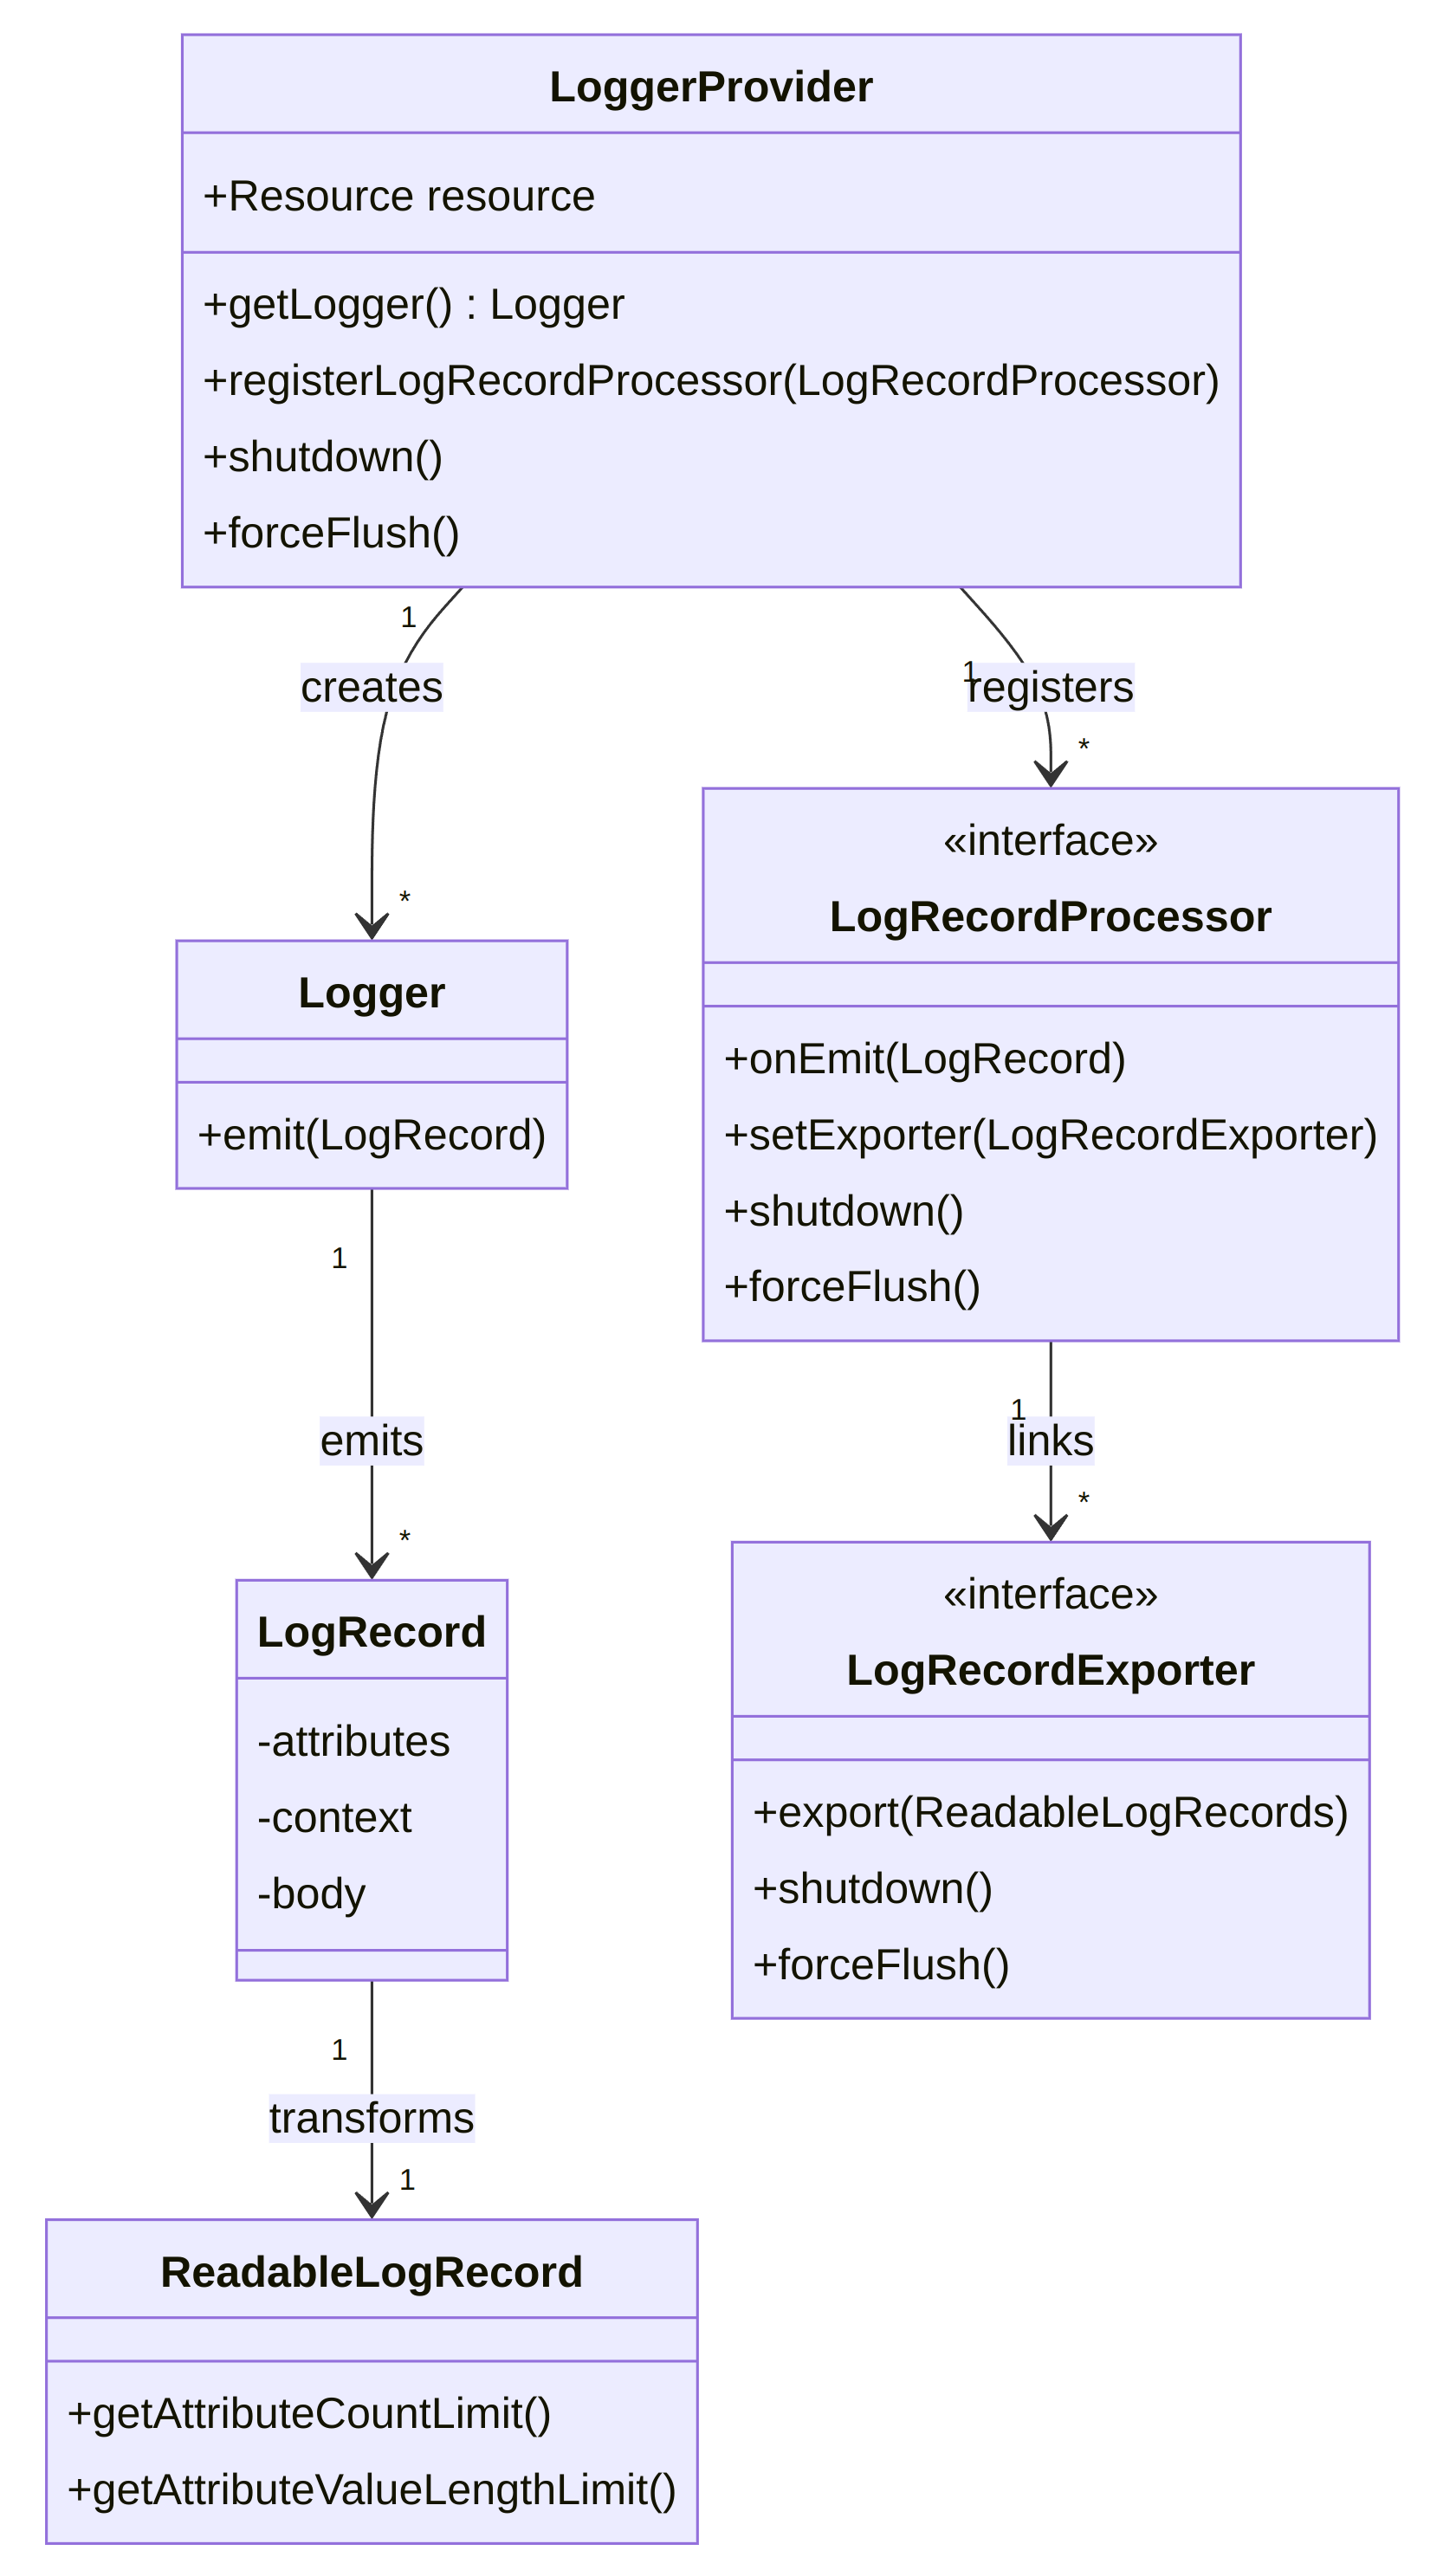 LoggerProvider
+Resource resource
+getLogger() : Logger
+registerLogRecordProcessor(LogRecordProcessor)
+shutdown()
+forceFlush()
1
creates
*
1
registers
*
Logger
+emit(LogRecord)
«interface»
LogRecordProcessor
+onEmit(LogRecord)
+setExporter(LogRecordExporter)
+shutdown()
+forceFlush()
1
emits
*
1
links
*
LogRecord
-attributes
-context
-body
«interface»
LogRecordExporter
+export(ReadableLogRecords)
+shutdown()
+forceFlush()
1
transforms
1
ReadableLogRecord
+getAttributeCountLimit()
+getAttributeValueLengthLimit()